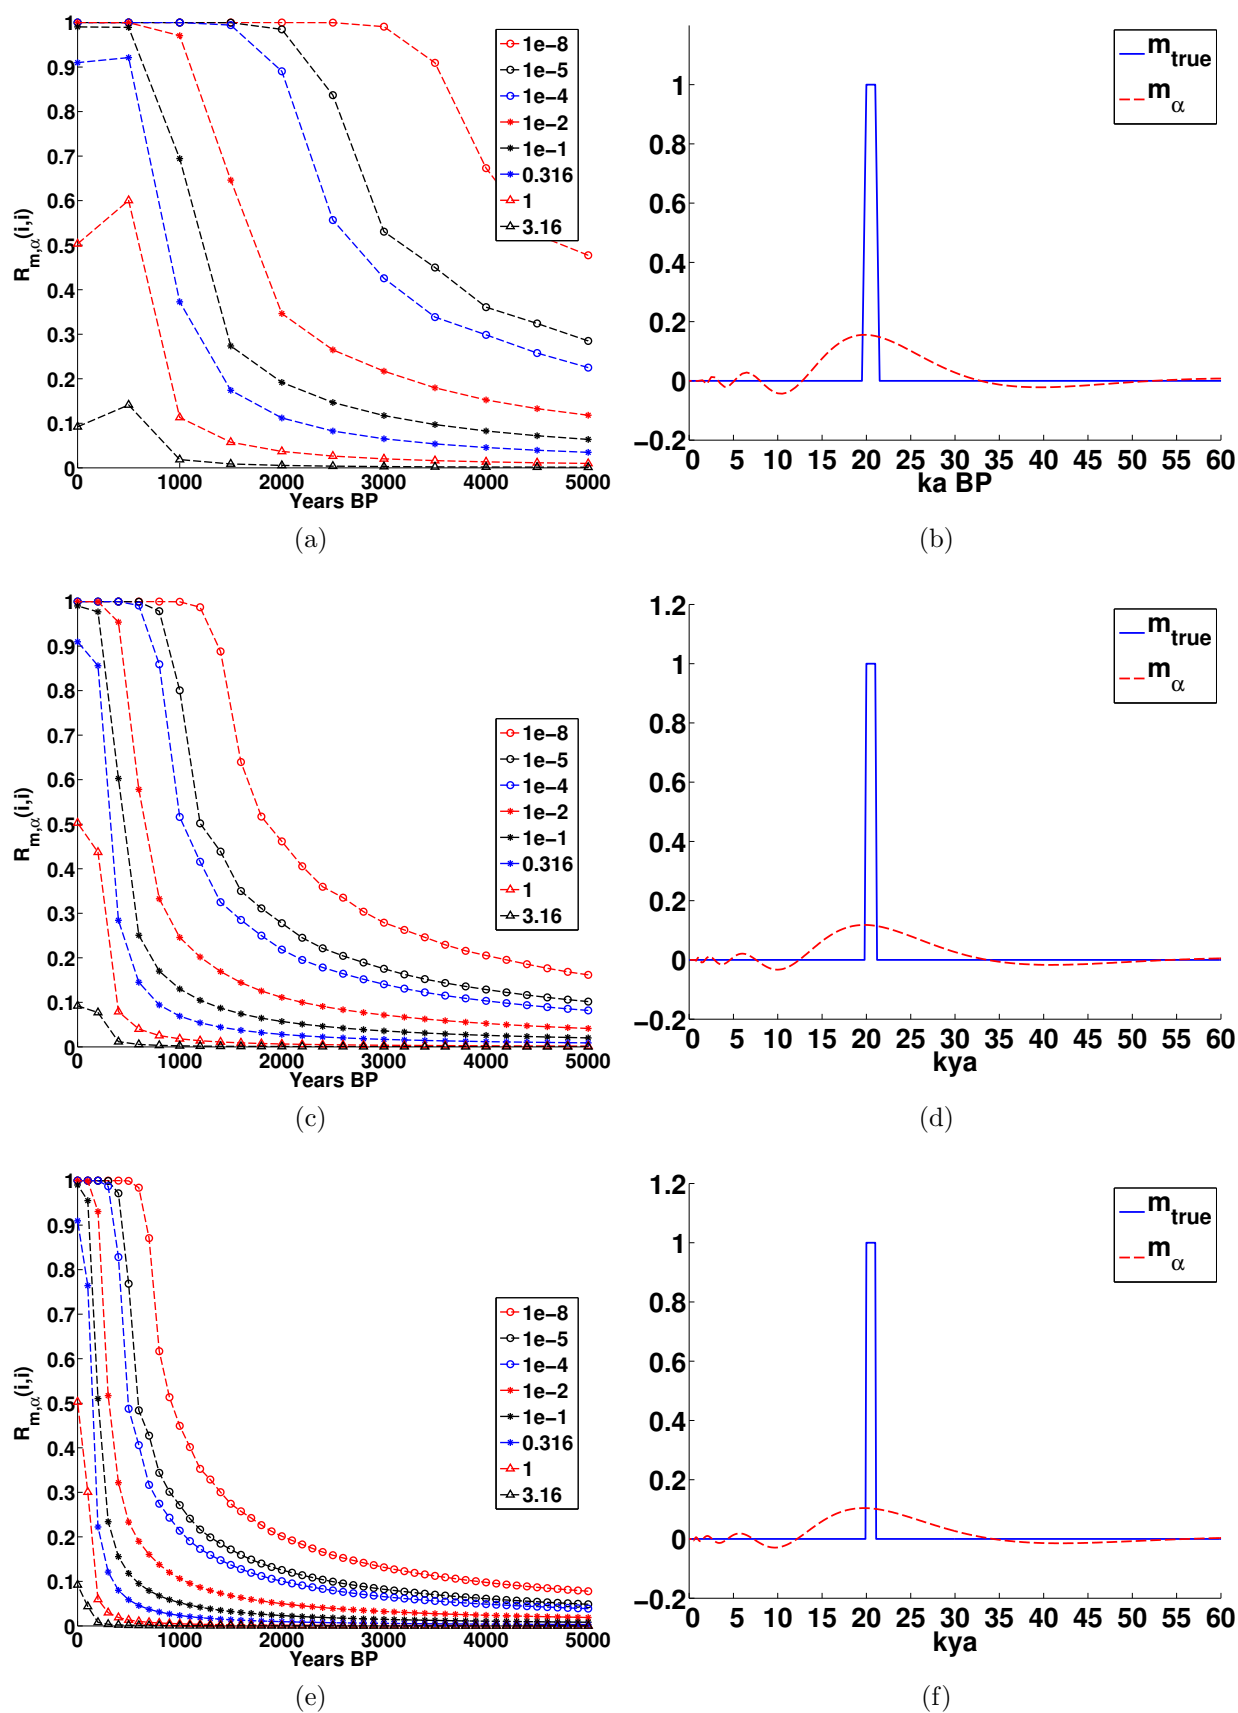 1
0.9
0.8
0.7
0.6
0.5
0.4
0.3
0.2
0.1
0
R_{m,α}(i,i)
1e−8
1e−5
1e−4
1e−2
1e−1
0.316
1
3.16
0 1000 2000 3000 4000 5000
Years BP
(a)
1
0.8
0.6
0.4
0.2
0
−0.2
m_{true}
m_α
0 5 10 15 20 25 30 35 40 45 50 55 60
ka BP
(b)
1
0.9
0.8
0.7
0.6
0.5
0.4
0.3
0.2
0.1
0
R_{m,α}(i,i)
1e−8
1e−5
1e−4
1e−2
1e−1
0.316
1
3.16
0 1000 2000 3000 4000 5000
Years BP
(c)
1.2
1
0.8
0.6
0.4
0.2
0
−0.2
m_{true}
m_α
0 5 10 15 20 25 30 35 40 45 50 55 60
kya
(d)
1
0.9
0.8
0.7
0.6
0.5
0.4
0.3
0.2
0.1
0
R_{m,α}(i,i)
1e−8
1e−5
1e−4
1e−2
1e−1
0.316
1
3.16
0 1000 2000 3000 4000 5000
Years BP
(e)
1.2
1
0.8
0.6
0.4
0.2
0
−0.2
m_{true}
m_α
0 5 10 15 20 25 30 35 40 45 50 55 60
kya
(f)